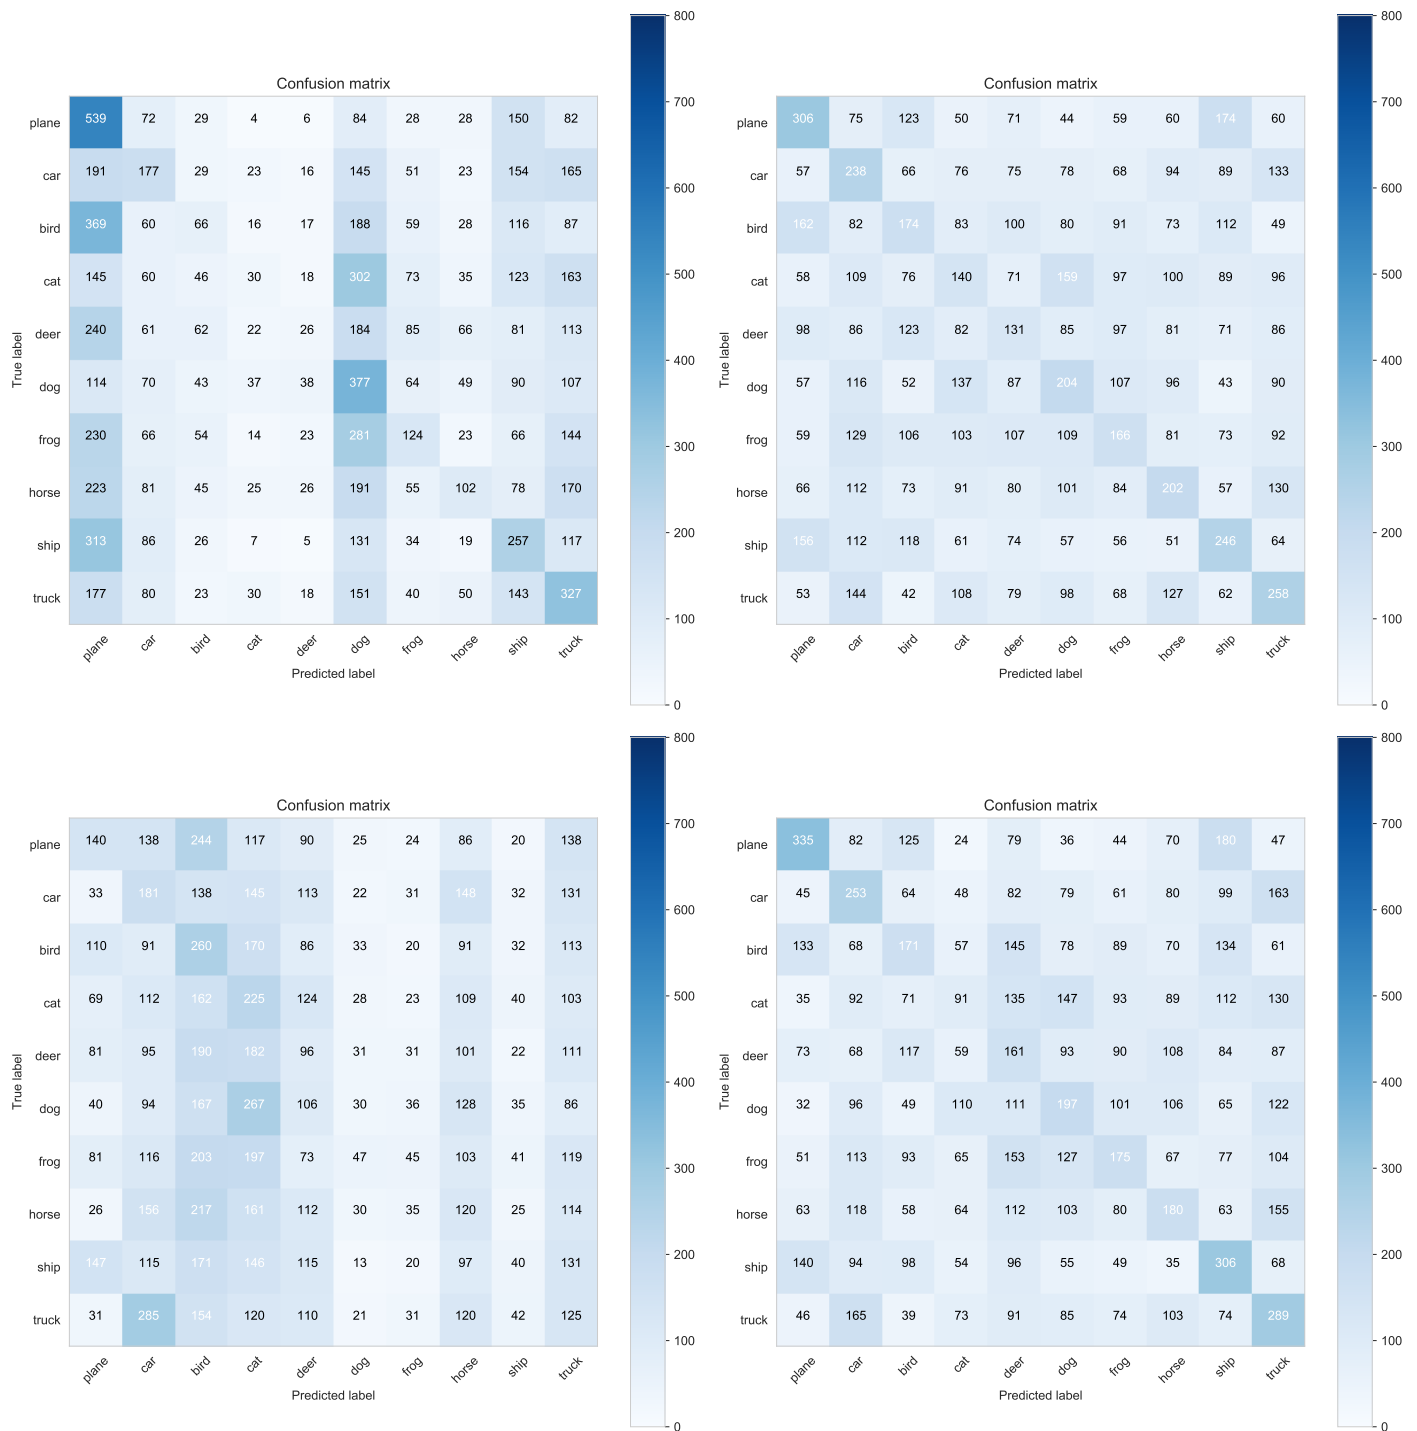 Confusion matrix
plane 539 72 29 4 6 84 28 28 150 82
car 191 177 29 23 16 145 51 23 154 165
bird 369 60 66 16 17 188 59 28 116 87
cat 145 60 46 30 18 302 73 35 123 163
deer 240 61 62 22 26 184 85 66 81 113
dog 114 70 43 37 38 377 64 49 90 107
frog 230 66 54 14 23 281 124 23 66 144
horse 223 81 45 25 26 191 55 102 78 170
ship 313 86 26 7 5 131 34 19 257 117
truck 177 80 23 30 18 151 40 50 143 327
plane car bird cat deer dog frog horse ship truck
True label
Predicted label
800
700
600
500
400
300
200
100
0
Confusion matrix
plane 306 75 123 50 71 44 59 60 174 60
car 57 238 66 76 75 78 68 94 89 133
bird 162 82 174 83 100 80 91 73 112 49
cat 58 109 76 140 71 159 97 100 89 96
deer 98 86 123 82 131 85 97 81 71 86
dog 57 116 52 137 87 204 107 96 43 90
frog 59 129 106 103 107 109 166 81 73 92
horse 66 112 73 91 80 101 84 202 57 130
ship 156 112 118 61 74 57 56 51 246 64
truck 53 144 42 108 79 98 68 127 62 258
plane car bird cat deer dog frog horse ship truck
True label
Predicted label
800
700
600
500
400
300
200
100
0
Confusion matrix
plane 140 138 244 117 90 25 24 86 20 138
car 33 181 138 145 113 22 31 148 32 131
bird 110 91 260 170 86 33 20 91 32 113
cat 69 112 162 225 124 28 23 109 40 103
deer 81 95 190 182 96 31 31 101 22 111
dog 40 94 167 267 106 30 36 128 35 86
frog 81 116 203 197 73 47 45 103 41 119
horse 26 156 217 161 112 30 35 120 25 114
ship 147 115 171 146 115 13 20 97 40 131
truck 31 285 154 120 110 21 31 120 42 125
plane car bird cat deer dog frog horse ship truck
True label
Predicted label
800
700
600
500
400
300
200
100
0
Confusion matrix
plane 335 82 125 24 79 36 44 70 180 47
car 45 253 64 48 82 79 61 80 99 163
bird 133 68 171 57 145 78 89 70 134 61
cat 35 92 71 91 135 147 93 89 112 130
deer 73 68 117 59 161 93 90 108 84 87
dog 32 96 49 110 111 197 101 106 65 122
frog 51 113 93 65 153 127 175 67 77 104
horse 63 118 58 64 112 103 80 180 63 155
ship 140 94 98 54 96 55 49 35 306 68
truck 46 165 39 73 91 85 74 103 74 289
plane car bird cat deer dog frog horse ship truck
True label
Predicted label
800
700
600
500
400
300
200
100
0